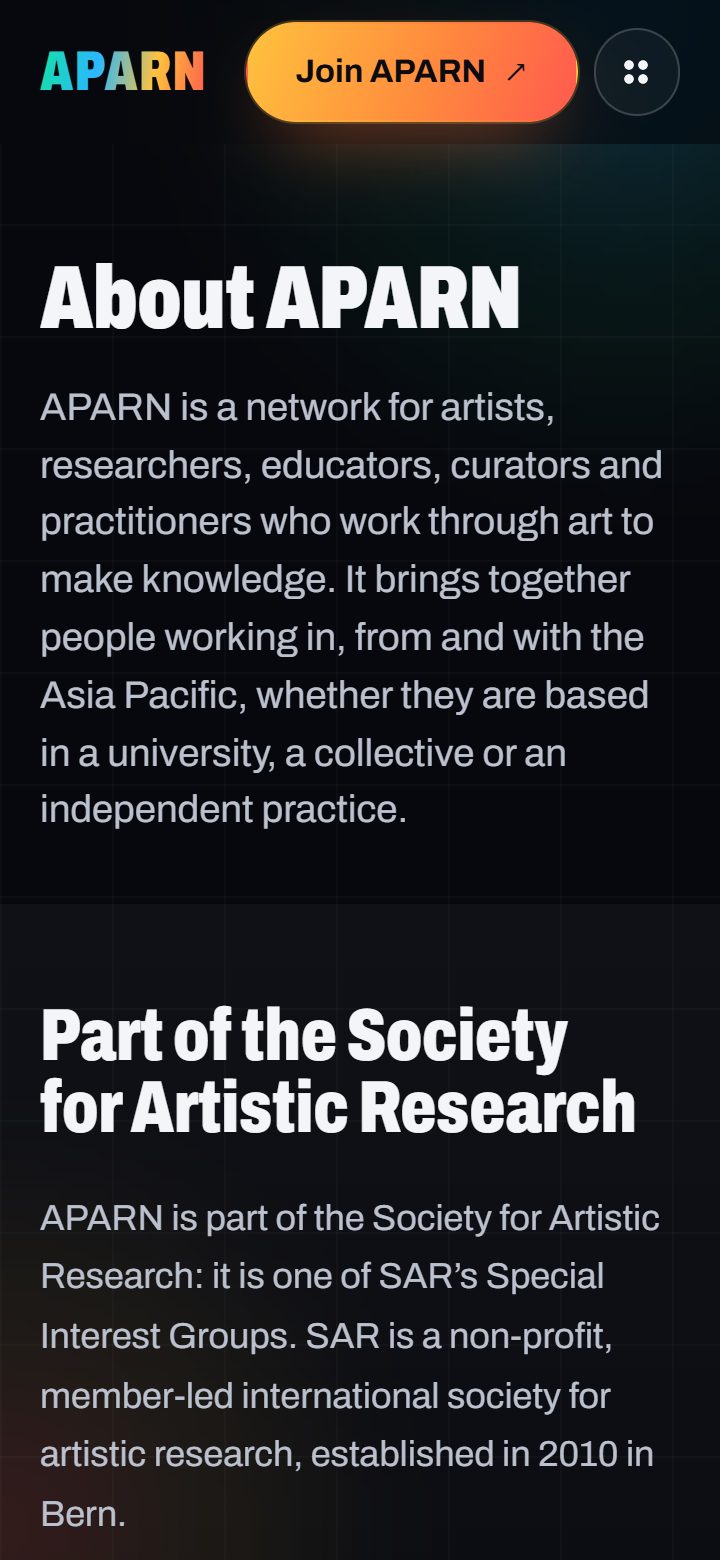 APARN
Join APARN ↗
About APARN
APARN is a network for artists,
researchers, educators, curators and
practitioners who work through art to
make knowledge. It brings together
people working in, from and with the
Asia Pacific, whether they are based
in a university, a collective or an
independent practice.
Part of the Society
for Artistic Research
APARN is part of the Society for Artistic
Research: it is one of SAR’s Special
Interest Groups. SAR is a non-profit,
member-led international society for
artistic research, established in 2010 in
Bern.